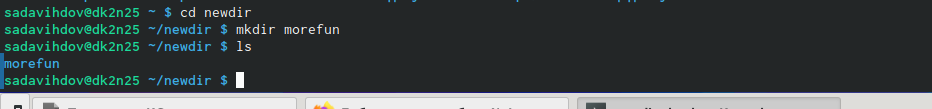 sadavihdov@dk2n25 ~ $ cd newdir
sadavihdov@dk2n25 ~/newdir $ mkdir morefun
sadavihdov@dk2n25 ~/newdir $ ls
morefun
sadavihdov@dk2n25 ~/newdir $